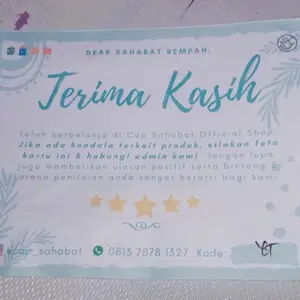 DEAR SAHABAT REMPAH,
Terima Kasih
Telah berbelanja di Cap Sahabat Official Shop.
Jika ada kendala terkait produk, silakan foto
kartu ini & hubungi admin kami. Jangan lupa
juga memberikan ulasan positif serta bintang 5
karena penilaian anda sangat berarti bagi kami.
@cap_sahabat 0813 7878 1327 Kode: